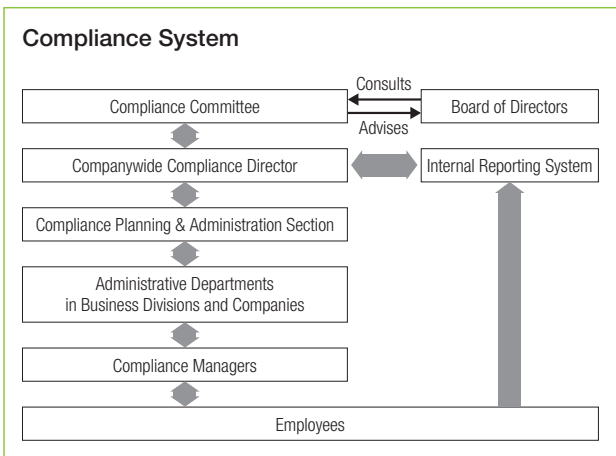 Compliance System
Consults
Compliance Committee
Board of Directors
Advises
Companywide Compliance Director
Internal Reporting System
Compliance Planning & Administration Section
Administrative Departments
in Business Divisions and Companies
Compliance Managers
Employees